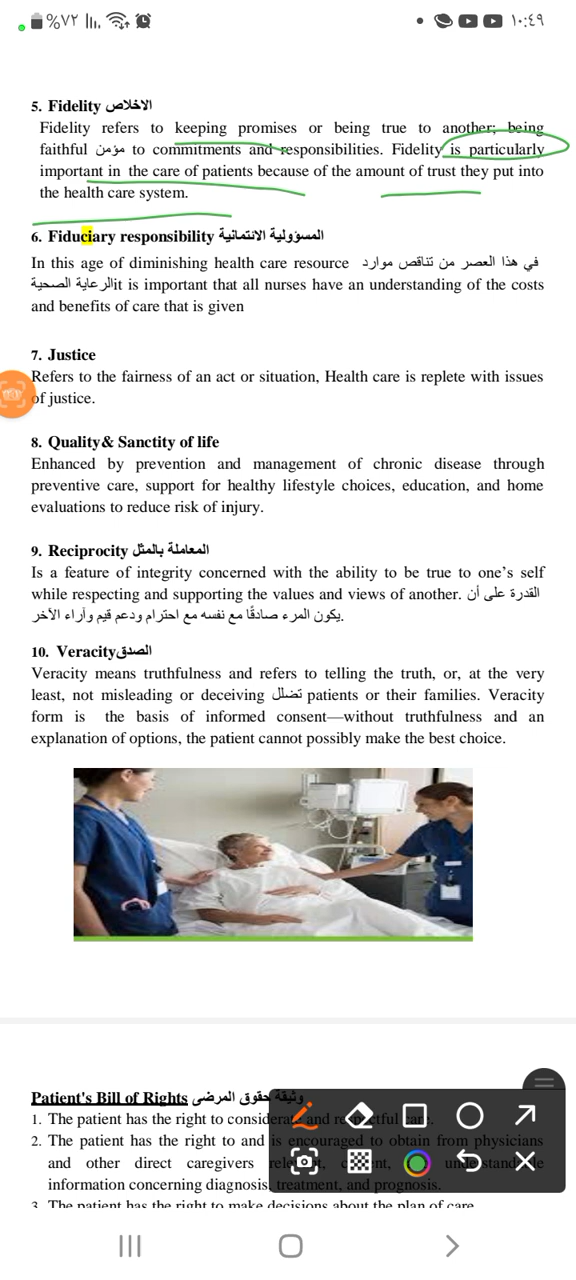 %٧٢ ١٠:٤٩
5. Fidelity الاخلاص
Fidelity refers to keeping promises or being true to another; being
faithful مؤمن to commitments and responsibilities. Fidelity is particularly
important in the care of patients because of the amount of trust they put into
the health care system.
6. Fiduciary responsibility المسؤولية الائتمانية
In this age of diminishing health care resource في هذا العصر من تناقص موارد
الرعاية الصحيةit is important that all nurses have an understanding of the costs
and benefits of care that is given
7. Justice
Refers to the fairness of an act or situation, Health care is replete with issues
of justice.
8. Quality& Sanctity of life
Enhanced by prevention and management of chronic disease through
preventive care, support for healthy lifestyle choices, education, and home
evaluations to reduce risk of injury.
9. Reciprocity المعاملة بالمثل
Is a feature of integrity concerned with the ability to be true to one's self
while respecting and supporting the values and views of another. القدرة على أن
يكون المرء صادقًا مع نفسه مع احترام ودعم قيم وآراء الآخر.
10. Veracityالصدق
Veracity means truthfulness and refers to telling the truth, or, at the very
least, not misleading or deceiving تضلل patients or their families. Veracity
form is the basis of informed consent—without truthfulness and an
explanation of options, the patient cannot possibly make the best choice.
Patient's Bill of Rights وثيقة حقوق المرضى
1. The patient has the right to considerate and respectful care.
2. The patient has the right to and is encouraged to obtain from physicians
and other direct caregivers understandable
information concerning diagnosis, treatment, and prognosis.
3. The patient has the right to make decisions about the plan of care